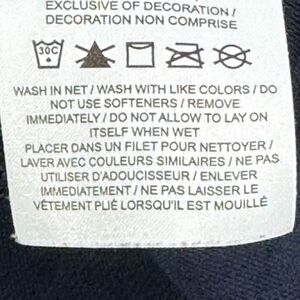 EXCLUSIVE OF DECORATION /
DECORATION NON COMPRISE
30C
WASH IN NET / WASH WITH LIKE COLORS / DO
NOT USE SOFTENERS / REMOVE
IMMEDIATELY / DO NOT ALLOW TO LAY ON
ITSELF WHEN WET
PLACER DANS UN FILET POUR NETTOYER /
LAVER AVEC COULEURS SIMILAIRES / NE PAS
UTILISER D'ADOUCISSEUR / ENLEVER
IMMEDIATEMENT / NE PAS LAISSER LE
VÊTEMENT PLIÉ LORSQU'IL EST MOUILLÉ